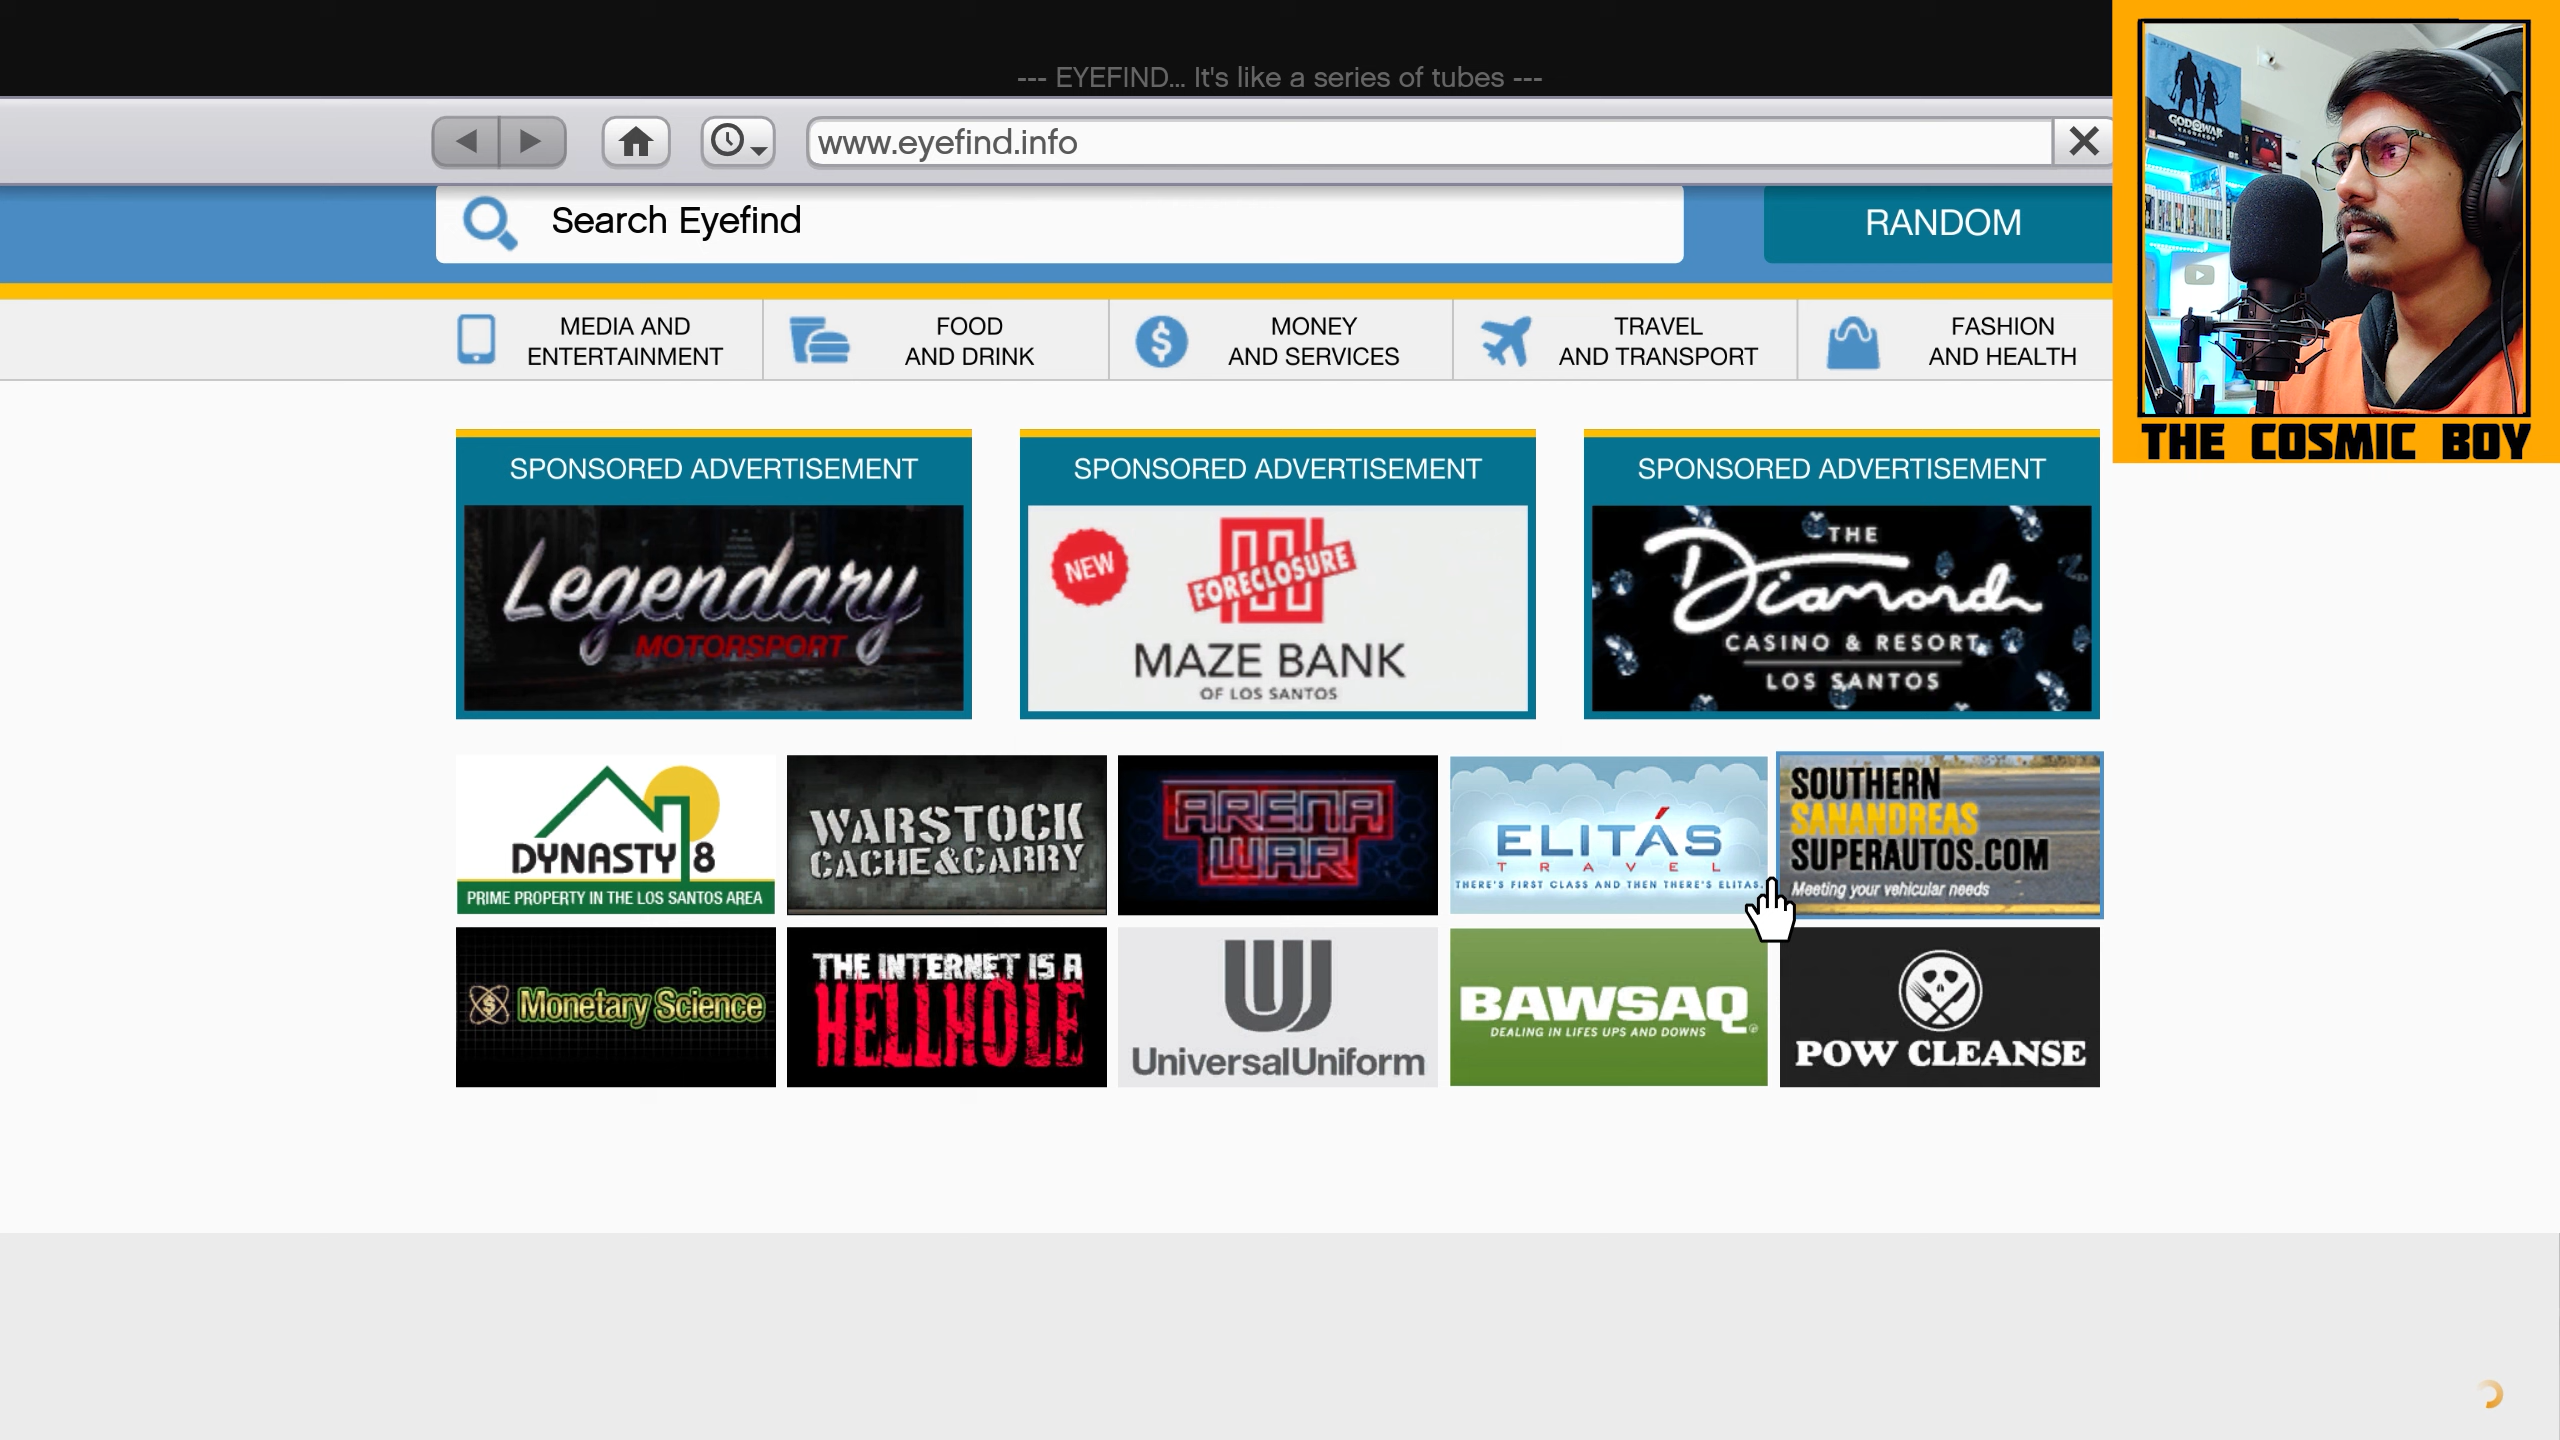 --- EYEFIND... It's like a series of tubes ---
www.eyefind.info
Search Eyefind
RANDOM
MEDIA AND
ENTERTAINMENT
FOOD
AND DRINK
MONEY
AND SERVICES
TRAVEL
AND TRANSPORT
FASHION
AND HEALTH
GOD OF WAR
THE COSMIC BOY
SPONSORED ADVERTISEMENT
Legendary
MOTORSPORT
SPONSORED ADVERTISEMENT
NEW
FORECLOSURE
MAZE BANK
OF LOS SANTOS
SPONSORED ADVERTISEMENT
THE
Diamond
CASINO & RESORT
LOS SANTOS
DYNASTY 8
PRIME PROPERTY IN THE LOS SANTOS AREA
WARSTOCK
CACHE&CARRY
ARENA
WAR
ELITÁS
TRAVEL
THERE'S FIRST CLASS AND THEN THERE'S ELITAS.
SOUTHERN
SANANDREAS
SUPERAUTOS.COM
Meeting your vehicular needs
Monetary Science
THE INTERNET IS A
HELLHOLE
UniversalUniform
BAWSAQ
DEALING IN LIFES UPS AND DOWNS
POW CLEANSE